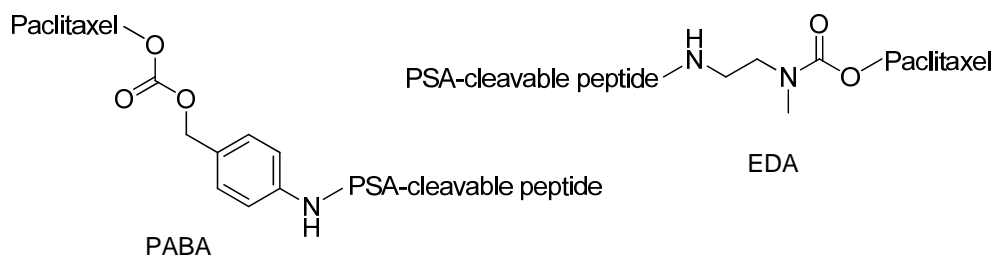 Paclitaxel
O
O
O
N
H
PSA-cleavable peptide
PABA
PSA-cleavable peptide
H
N
N
O
O
Paclitaxel
EDA